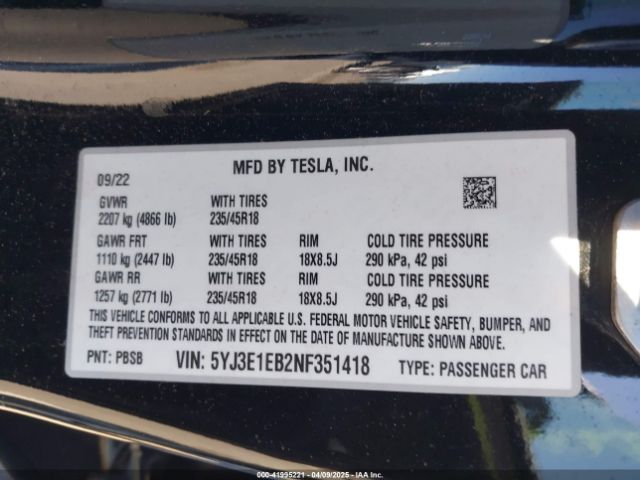 MFD BY TESLA, INC.
09/22
GVWR WITH TIRES
2207 kg (4866 lb) 235/45R18
GAWR FRT WITH TIRES RIM COLD TIRE PRESSURE
1110 kg (2447 lb) 235/45R18 18X8.5J 290 kPa, 42 psi
GAWR RR WITH TIRES RIM COLD TIRE PRESSURE
1257 kg (2771 lb) 235/45R18 18X8.5J 290 kPa, 42 psi
THIS VEHICLE CONFORMS TO ALL APPLICABLE U.S. FEDERAL MOTOR VEHICLE SAFETY, BUMPER, AND
THEFT PREVENTION STANDARDS IN EFFECT ON THE DATE OF MANUFACTURE SHOWN ABOVE.
PNT: PBSB VIN: 5YJ3E1EB2NF351418 TYPE: PASSENGER CAR
000-41995221 - 04/09/2025 - IAA, Inc.